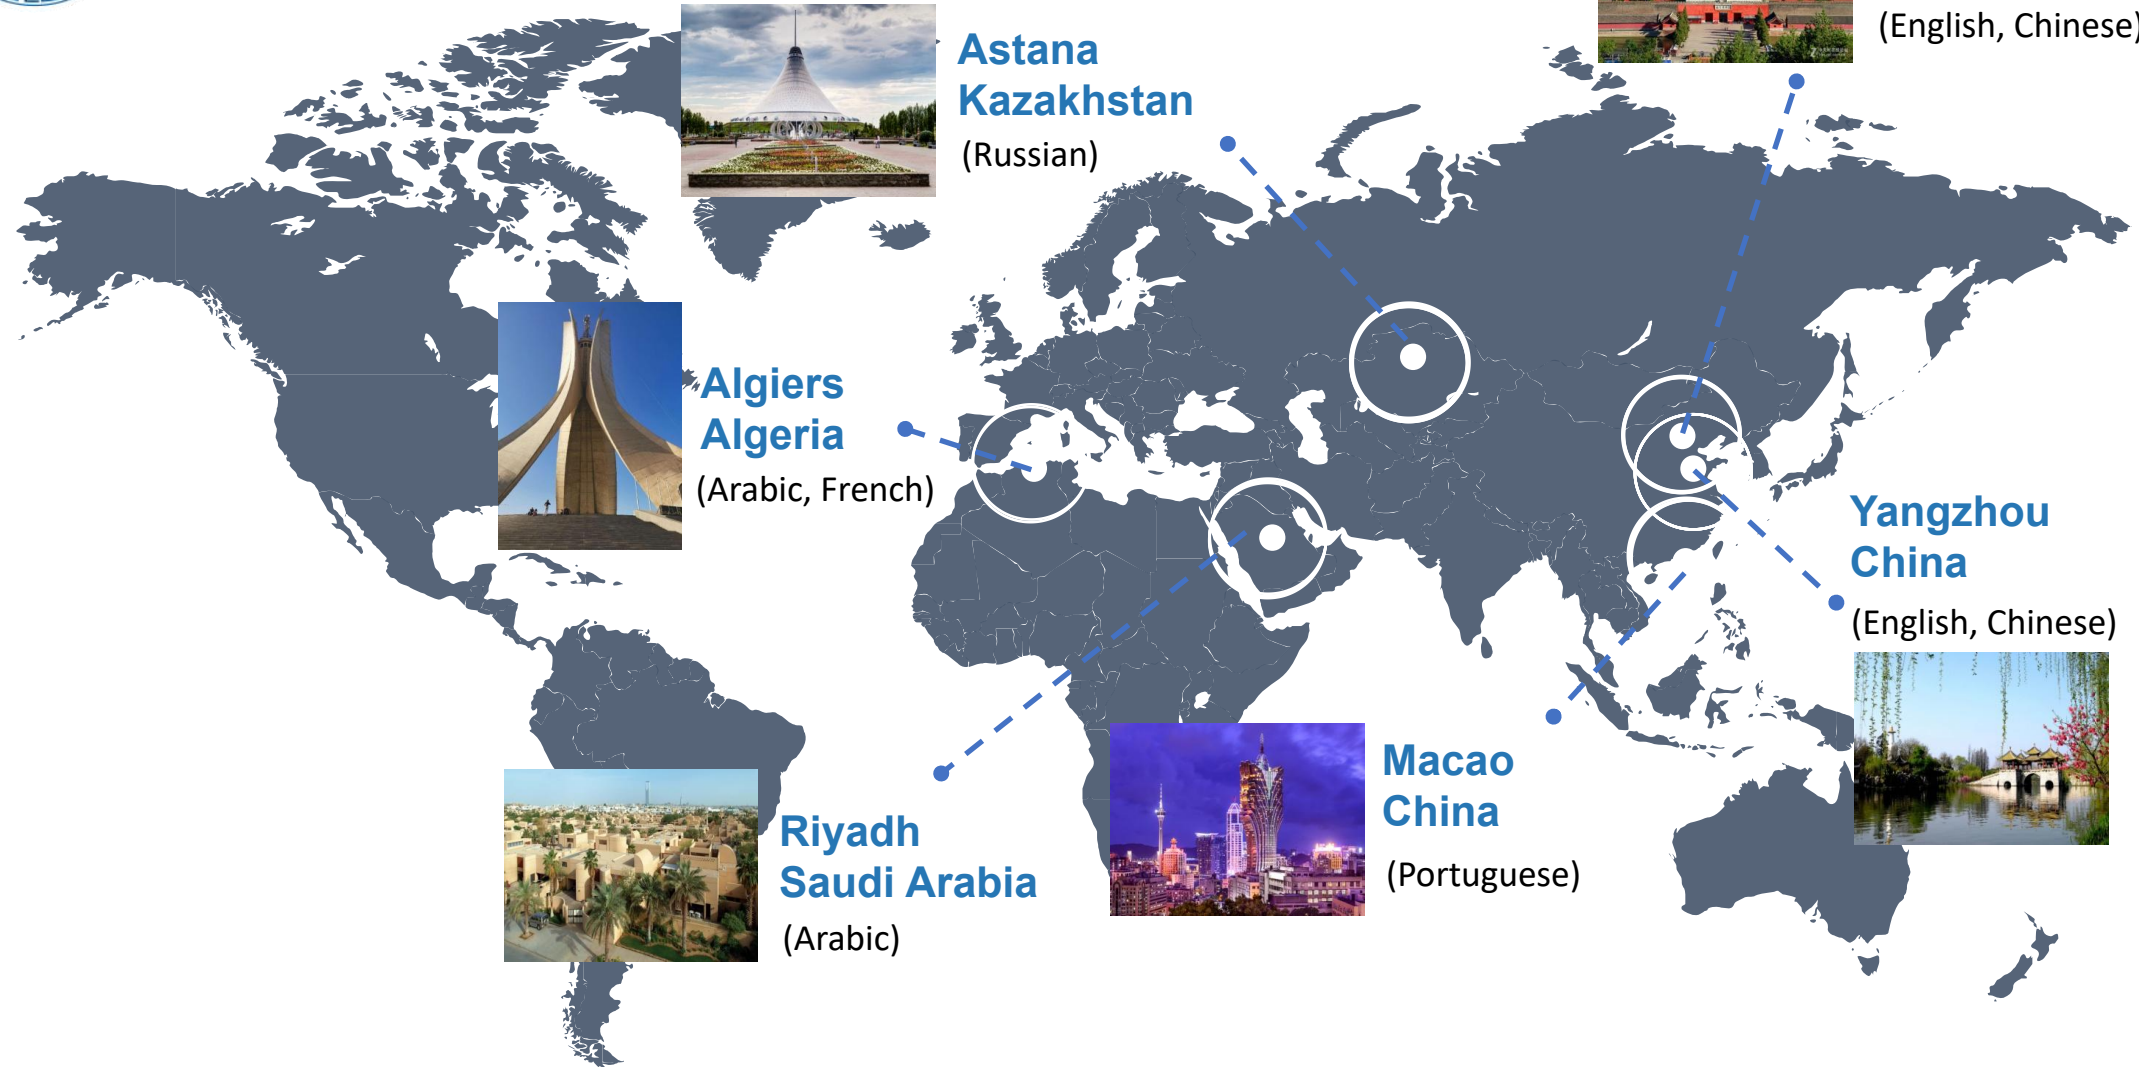 (English, Chinese)
Astana
Kazakhstan
(Russian)
Algiers
Algeria
(Arabic, French)
Yangzhou
China
(English, Chinese)
Macao
China
(Portuguese)
Riyadh
Saudi Arabia
(Arabic)